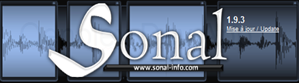 Sonal
1.9.3
Mise à jour / Update
www.sonal-info.com